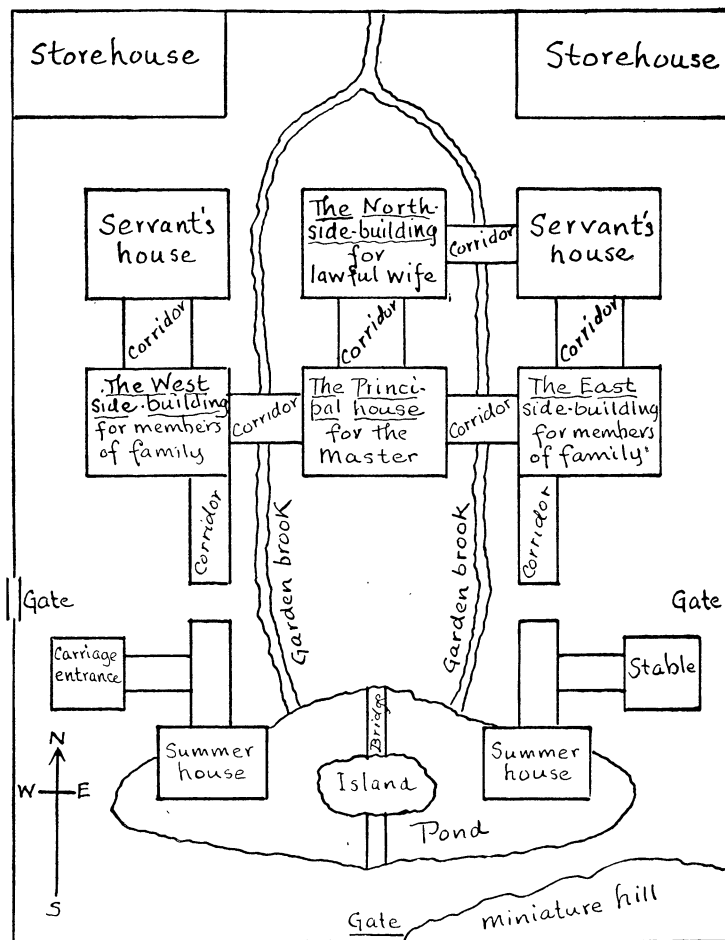 Storehouse
Storehouse
Servant's
house
The North-
side-building
for
lawful wife
Corridor
Servant's
house
Corridor
Corridor
Corridor
The West
side-building
for members
of family
Corridor
The Princi-
pal house
for the
Master
Corridor
The East
side-building
for members
of family
Corridor
Corridor
Garden brook
Garden brook
Gate
Gate
Carriage
entrance
Stable
Bridge
Summer
house
Summer
house
Island
Pond
N
W
E
S
Gate
miniature hill